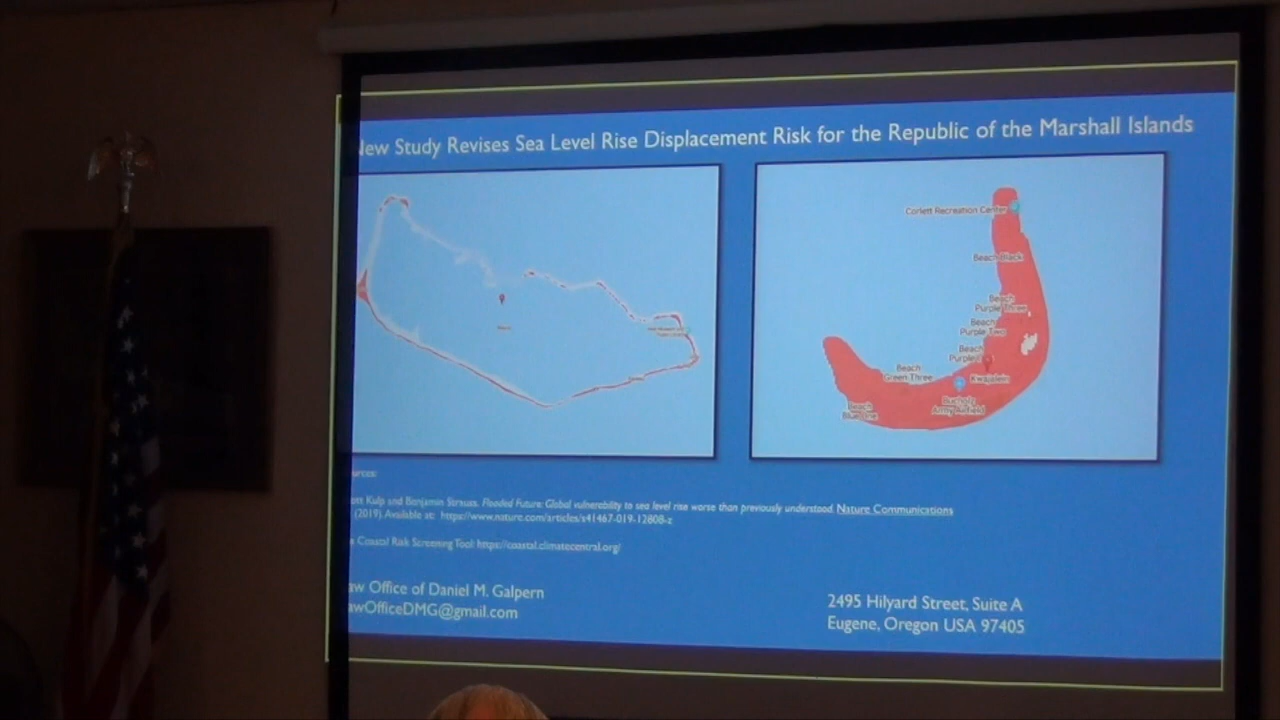 New Study Revises Sea Level Rise Displacement Risk for the Republic of the Marshall Islands
Corlett Recreation Center
Beach Black
Beach
Purple Three
Beach
Purple Two
Beach
Purple
Kwajalein
Beach
Green Three
Beach
Blue One
Bucholz
Army Airfield
urces:
ott Kulp and Benjamin Strauss. Flooded Future: Global vulnerability to sea level rise worse than previously understood. Nature Communications
(2019). Available at: https://www.nature.com/articles/s41467-019-12808-z
Coastal Risk Screening Tool: https://coastal.climatecentral.org/
aw Office of Daniel M. Galpern
awOfficeDMG@gmail.com
2495 Hilyard Street, Suite A
Eugene, Oregon USA 97405